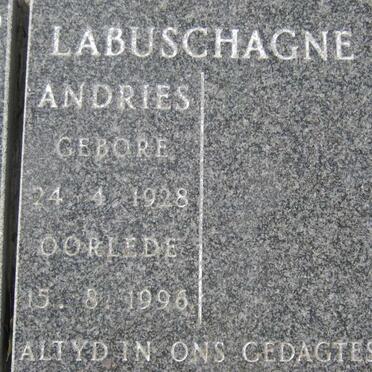 LABUSCHAGNE
ANDRIES
GEBORE
24. 4. 1928
OORLEDE
15. 8. 1996
ALTYD IN ONS GEDAGTES